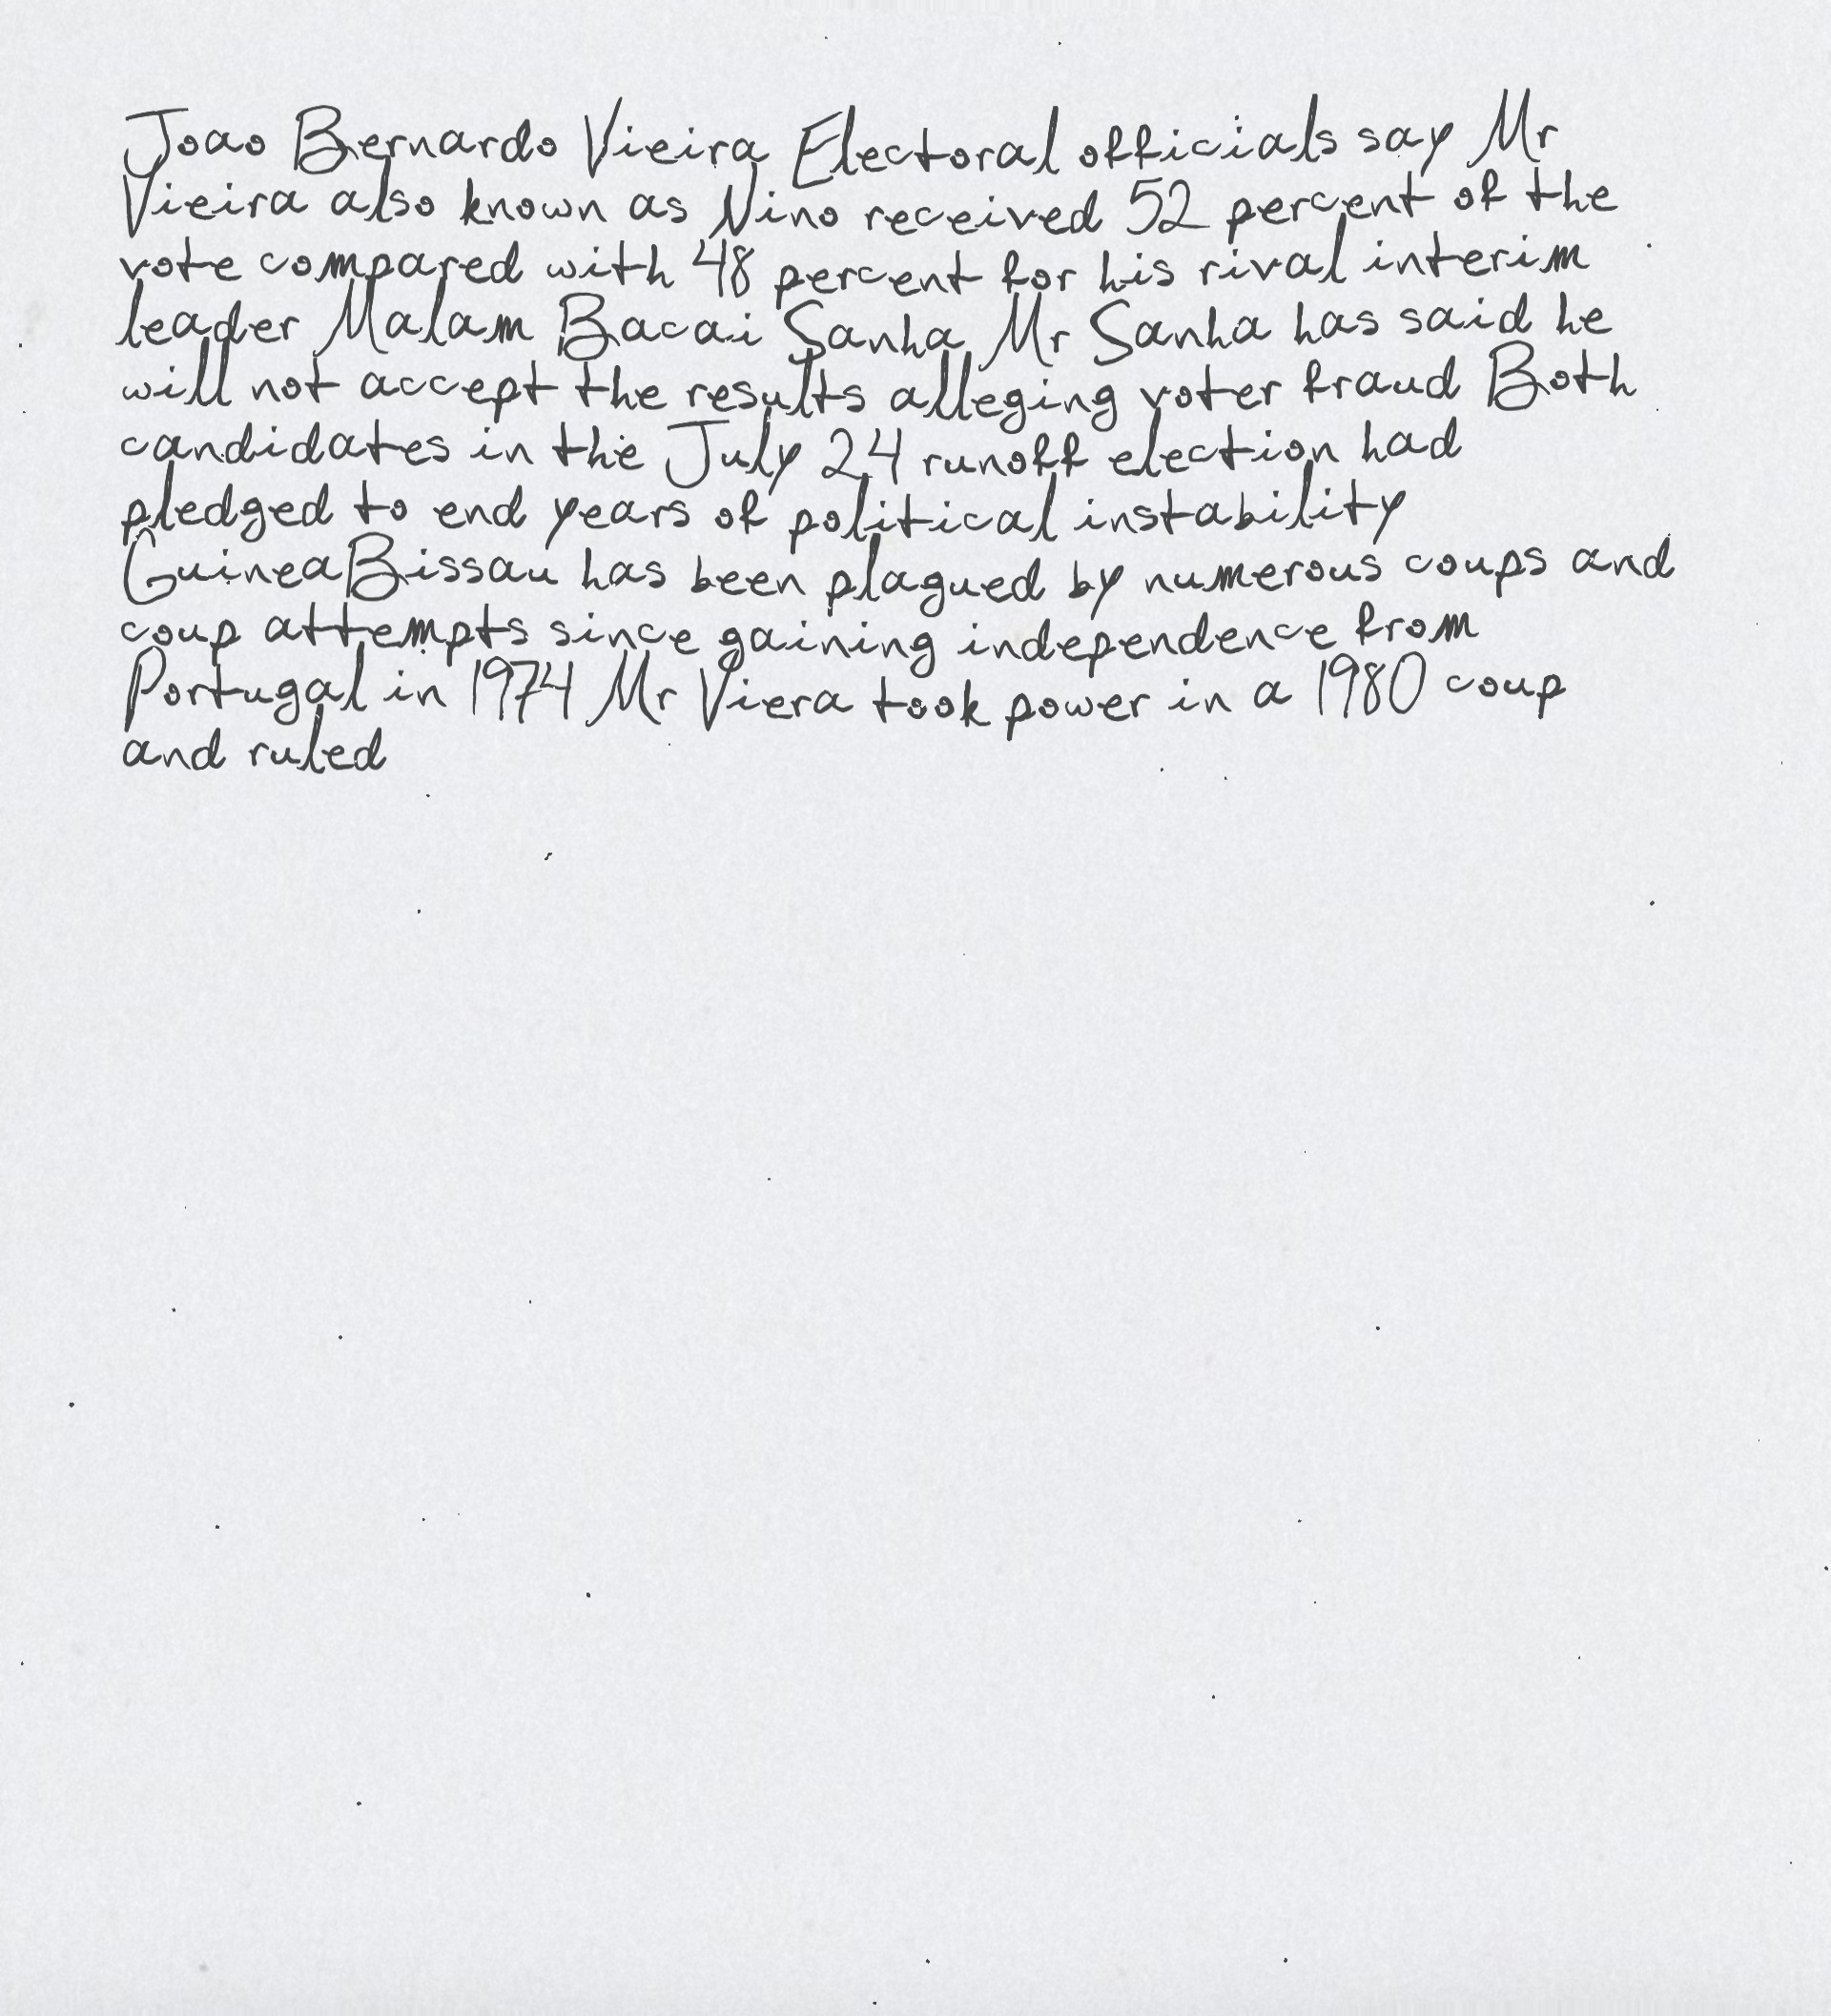 Joao Bernardo Vieira Electoral officials say Mr
Vieira also known as Nino received 52 percent of the
vote compared with 48 percent for his rival interim
leader Malam Bacai Sanha Mr Sanha has said he
will not accept the results alleging voter fraud Both
candidates in the July 24 runoff election had
pledged to end years of political instability
GuineaBissau has been plagued by numerous coups and
coup attempts since gaining independence from
Portugal in 1974 Mr Viera took power in a 1980 coup
and ruled